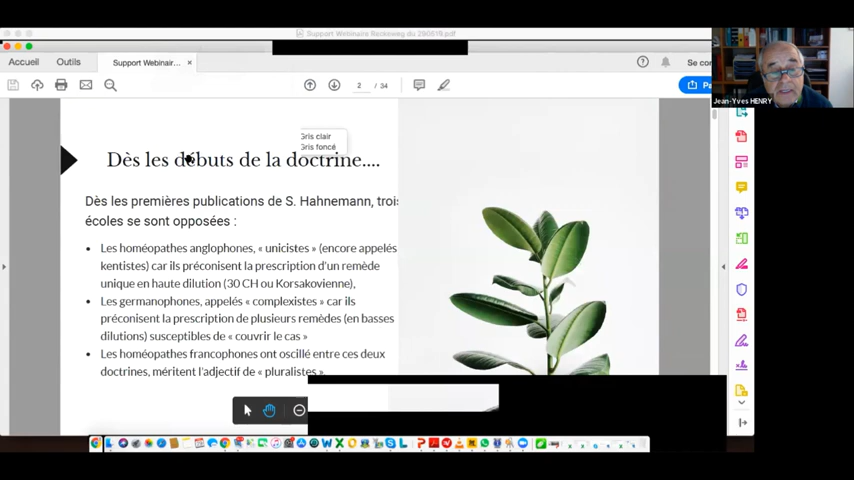 Support Webinaire Reckeweg du 290519.pdf
Accueil Outils Support Webinair... × Se co
2 / 34
Jean-Yves HENRY
Gris clair
Gris foncé
Dès les débuts de la doctrine....
Dès les premières publications de S. Hahnemann, trois
écoles se sont opposées :
• Les homéopathes anglophones, « unicistes » (encore appelés
kentistes) car ils préconisent la prescription d'un remède
unique en haute dilution (30 CH ou Korsakovienne),
• Les germanophones, appelés « complexistes » car ils
préconisent la prescription de plusieurs remèdes (en basses
dilutions) susceptibles de « couvrir le cas »
• Les homéopathes francophones ont oscillé entre ces deux
doctrines, méritent l'adjectif de « pluralistes ».